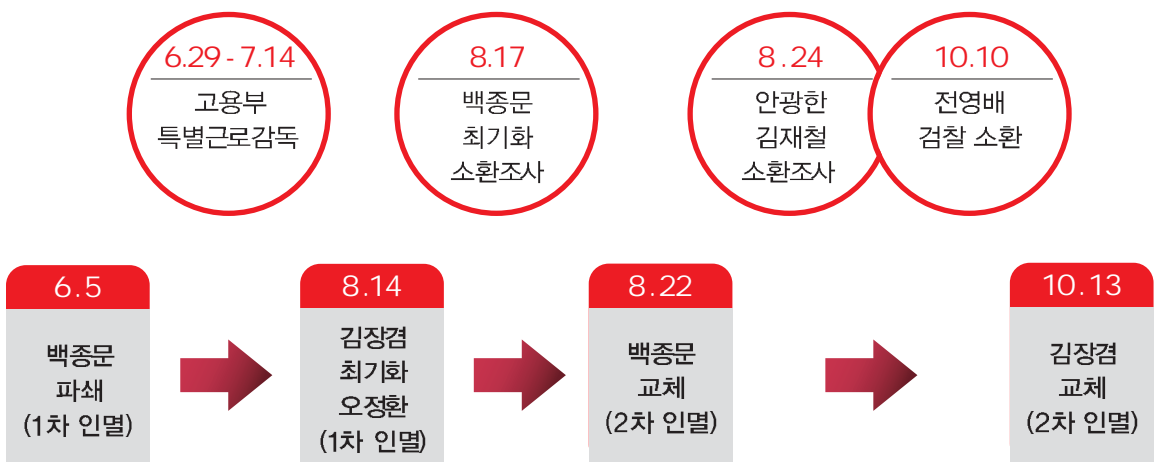 6.29 - 7.14
고용부
특별근로감독
8.17
백종문
최기화
소환조사
8.24
안광한
김재철
소환조사
10.10
전영배
검찰 소환
6.5
백종문
파쇄
(1차 인멸)
8.14
김장겸
최기화
오정환
(1차 인멸)
8.22
백종문
교체
(2차 인멸)
10.13
김장겸
교체
(2차 인멸)